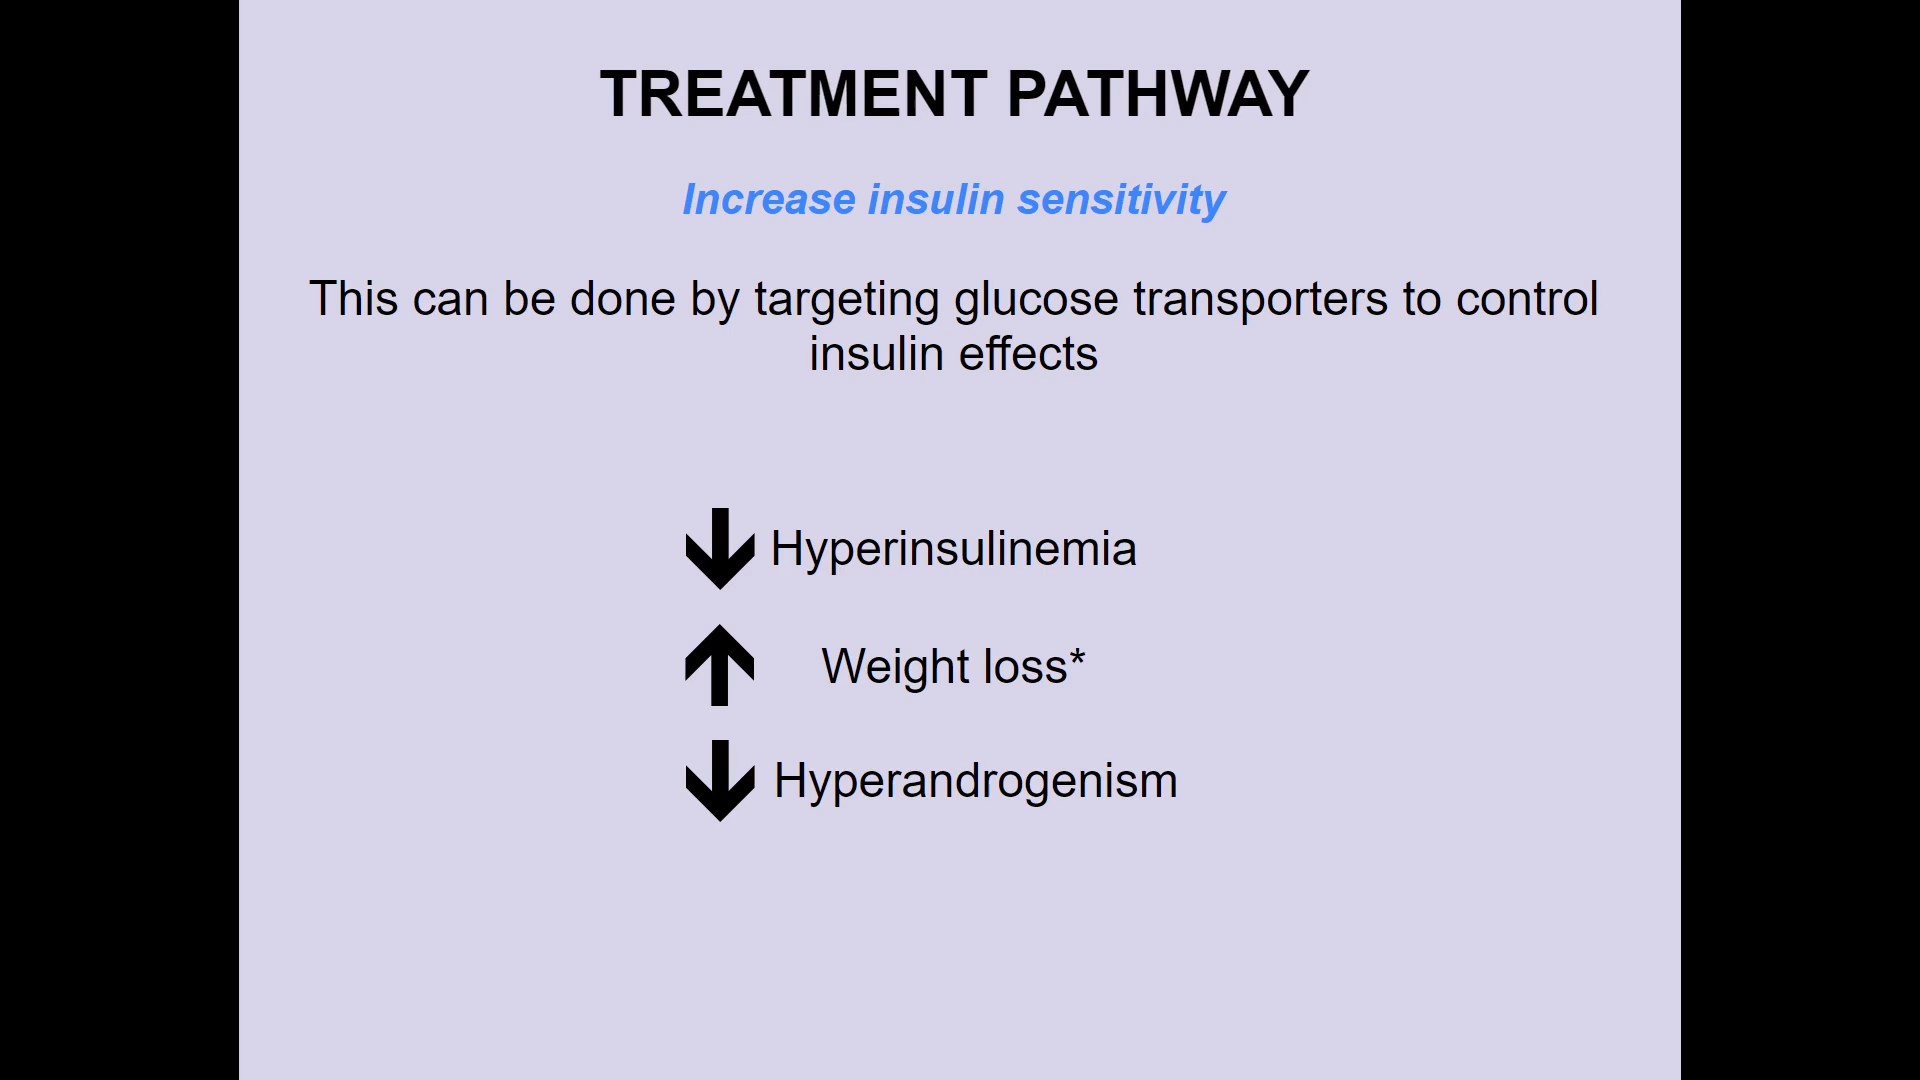 TREATMENT PATHWAY
Increase insulin sensitivity
This can be done by targeting glucose transporters to control
insulin effects
Hyperinsulinemia
Weight loss*
Hyperandrogenism